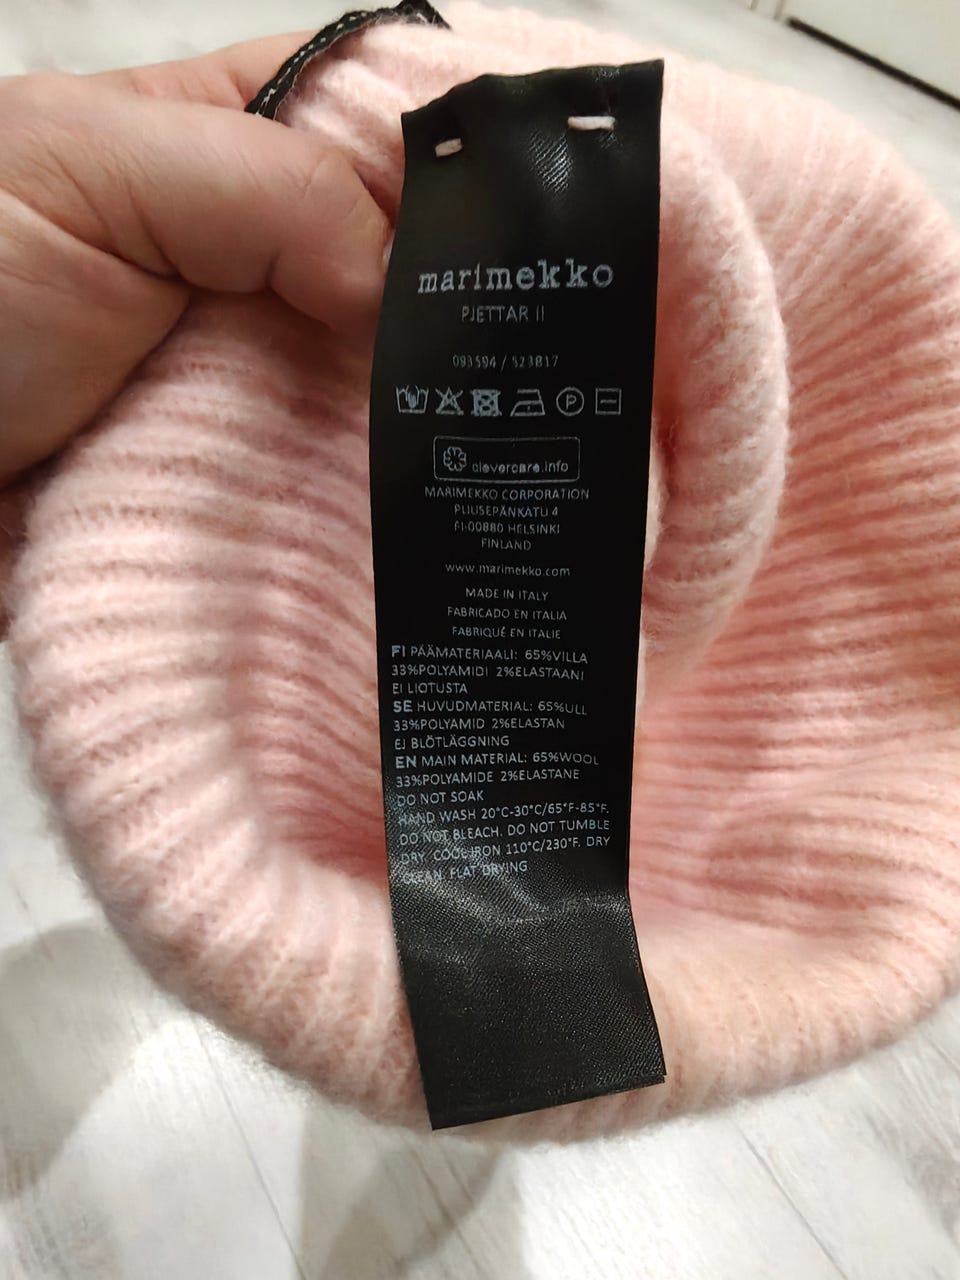 marimekko
PJETTAR II
093594 / 523817
P
clevercare.info
MARIMEKKO CORPORATION
PUUSEPÄNKATU 4
FI-00880 HELSINKI
FINLAND
www.marimekko.com
MADE IN ITALY
FABRICADO EN ITALIA
FABRIQUÉ EN ITALIE
FI PÄÄMATERIAALI: 65%VILLA
33%POLYAMIDI 2%ELASTAANI
EI LIOTUSTA
SE HUVUDMATERIAL: 65%ULL
33%POLYAMID 2%ELASTAN
EJ BLÖTLÄGGNING
EN MAIN MATERIAL: 65%WOOL
33%POLYAMIDE 2%ELASTANE
DO NOT SOAK
HAND WASH 20°C-30°C/65°F-85°F.
DO NOT BLEACH. DO NOT TUMBLE
DRY. COOL IRON 110°C/230°F. DRY
CLEAN. FLAT DRYING